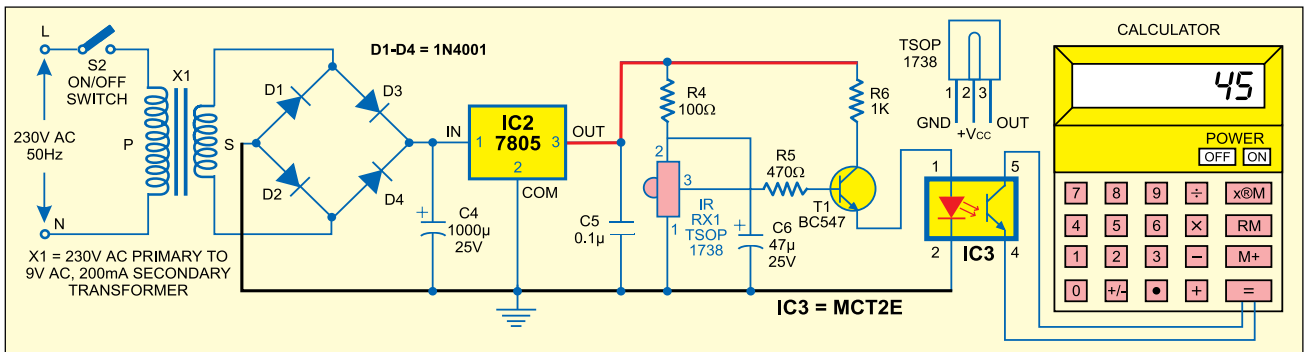 L
S2
ON/OFF
SWITCH
230V AC
50Hz
N
P
X1
S
X1 = 230V AC PRIMARY TO
9V AC, 200mA SECONDARY
TRANSFORMER
D1-D4 = 1N4001
D1
D3
D2
D4
IN
1
IC2
7805
3
OUT
2
COM
+
C4
1000µ
25V
C5
0.1µ
R4
100Ω
2
3
1
IR
RX1
TSOP
1738
+
C6
47µ
25V
R5
470Ω
R6
1K
T1
BC547
TSOP
1738
1 2 3
GND
+Vcc
OUT
1
5
2
4
IC3
IC3 = MCT2E
CALCULATOR
45
POWER
OFF ON
7 8 9 ÷ x®M
4 5 6 × RM
1 2 3 − M+
0 +/- • + =